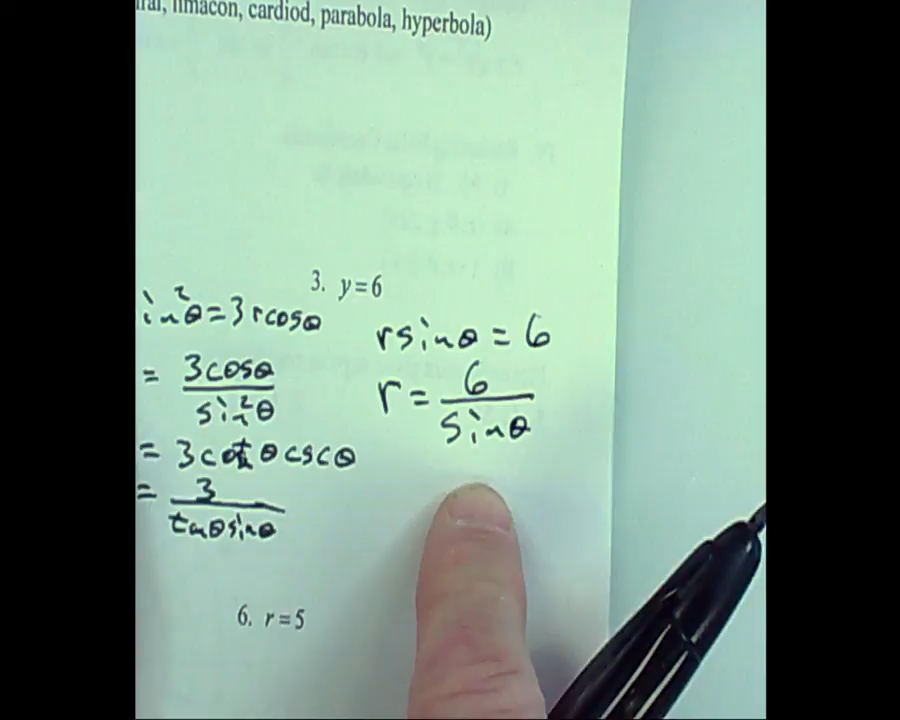 limacon, cardiod, parabola, hyperbola)
3. y=6
in²θ=3rcosθ
= 3cosθ/sin²θ
= 3cotθcscθ
= 3/tanθsinθ
rsinθ=6
r=6/sinθ
6. r=5